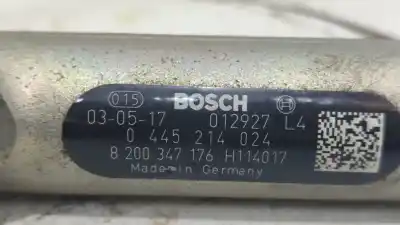 015 BOSCH
03-05-17 012927 L4
0 445 214 024
8 200 347 176 H114017
Made in Germany